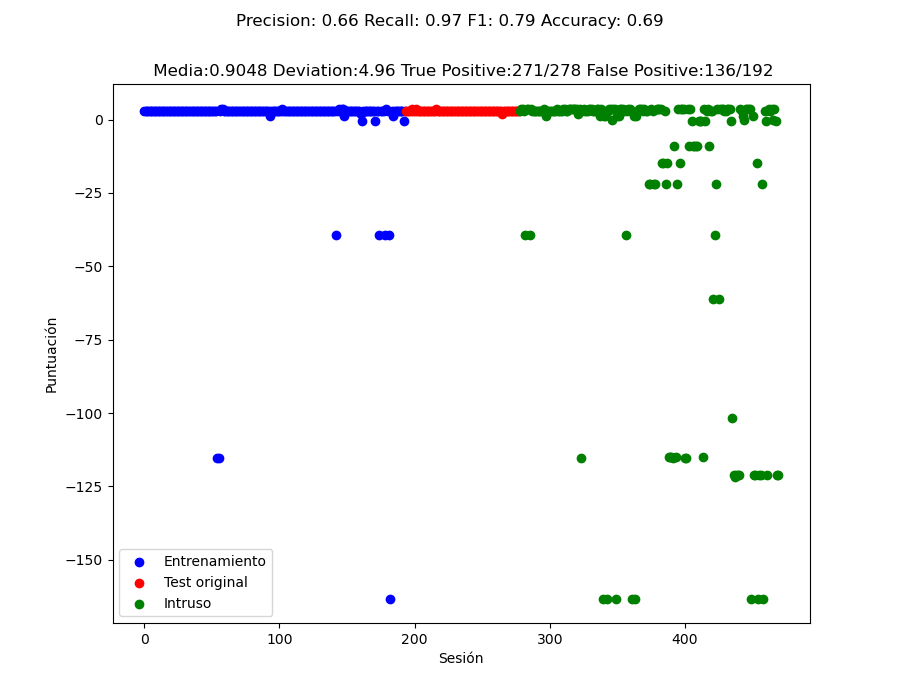 Precision: 0.66 Recall: 0.97 F1: 0.79 Accuracy: 0.69
Media:0.9048 Deviation:4.96 True Positive:271/278 False Positive:136/192
0
−25
−50
−75
−100
−125
−150
Puntuación
Entrenamiento
Test original
Intruso
0 100 200 300 400
Sesión